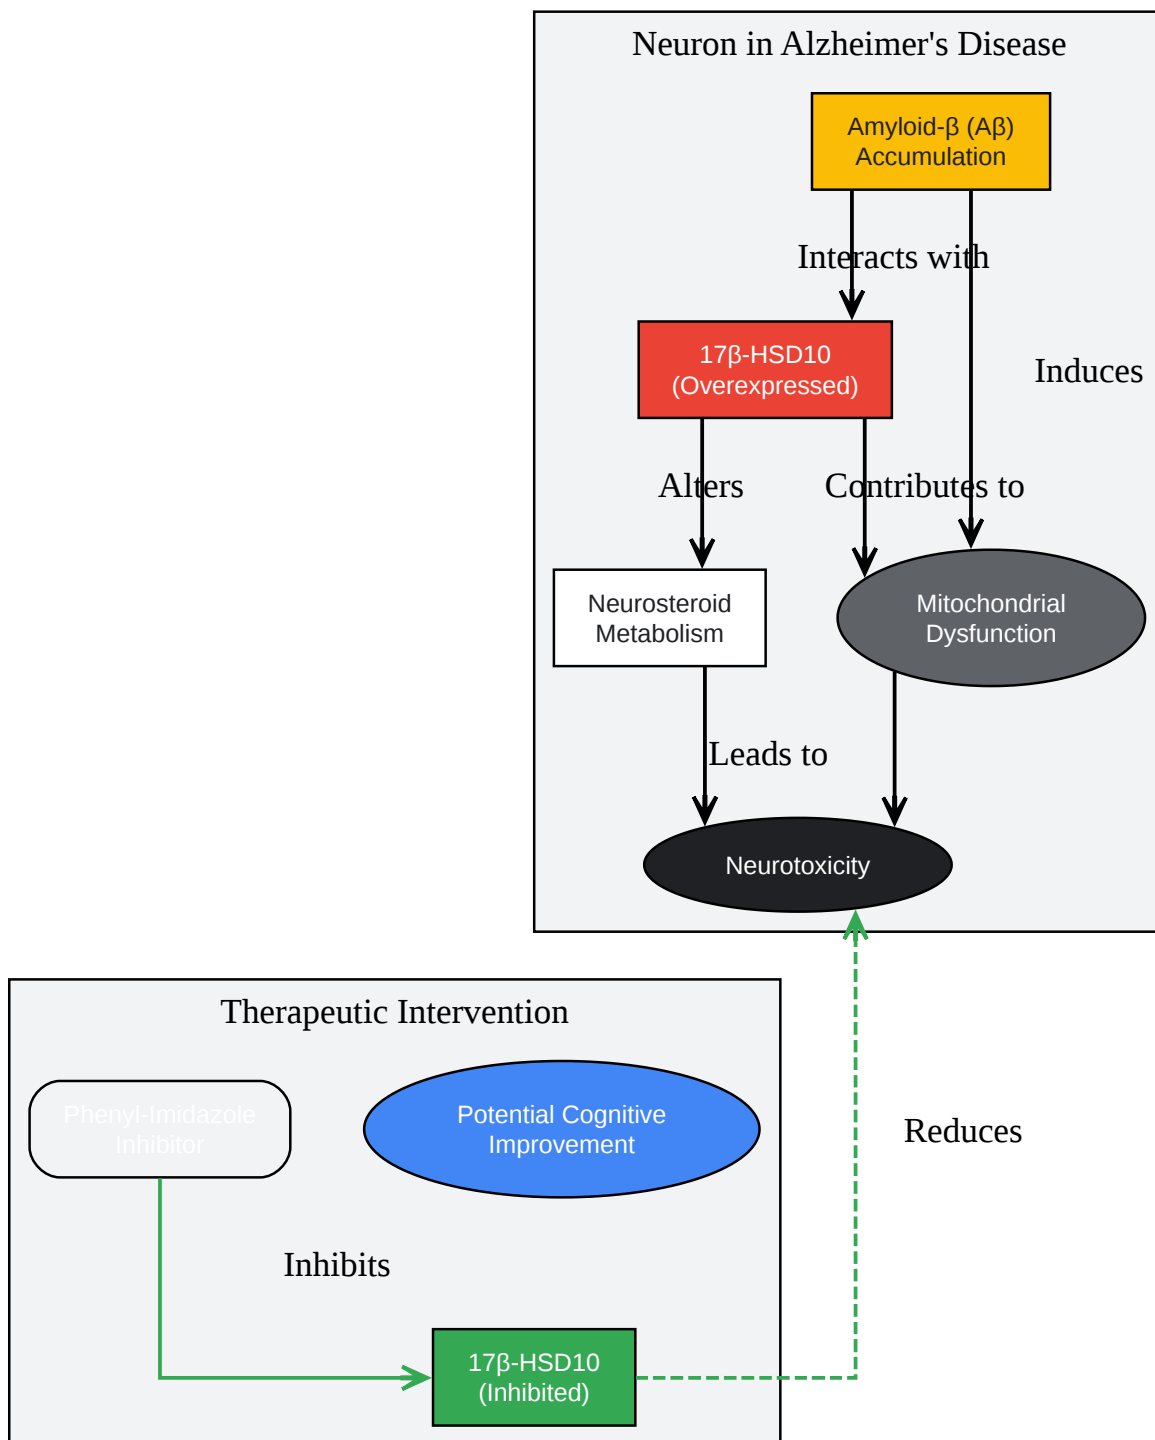 Neuron in Alzheimer's Disease
Amyloid-β (Aβ)
Accumulation
Interacts with
17β-HSD10
(Overexpressed)
Induces
Alters
Contributes to
Neurosteroid
Metabolism
Mitochondrial
Dysfunction
Leads to
Neurotoxicity
Therapeutic Intervention
Phenyl-Imidazole
Inhibitor
Potential Cognitive
Improvement
Reduces
Inhibits
17β-HSD10
(Inhibited)